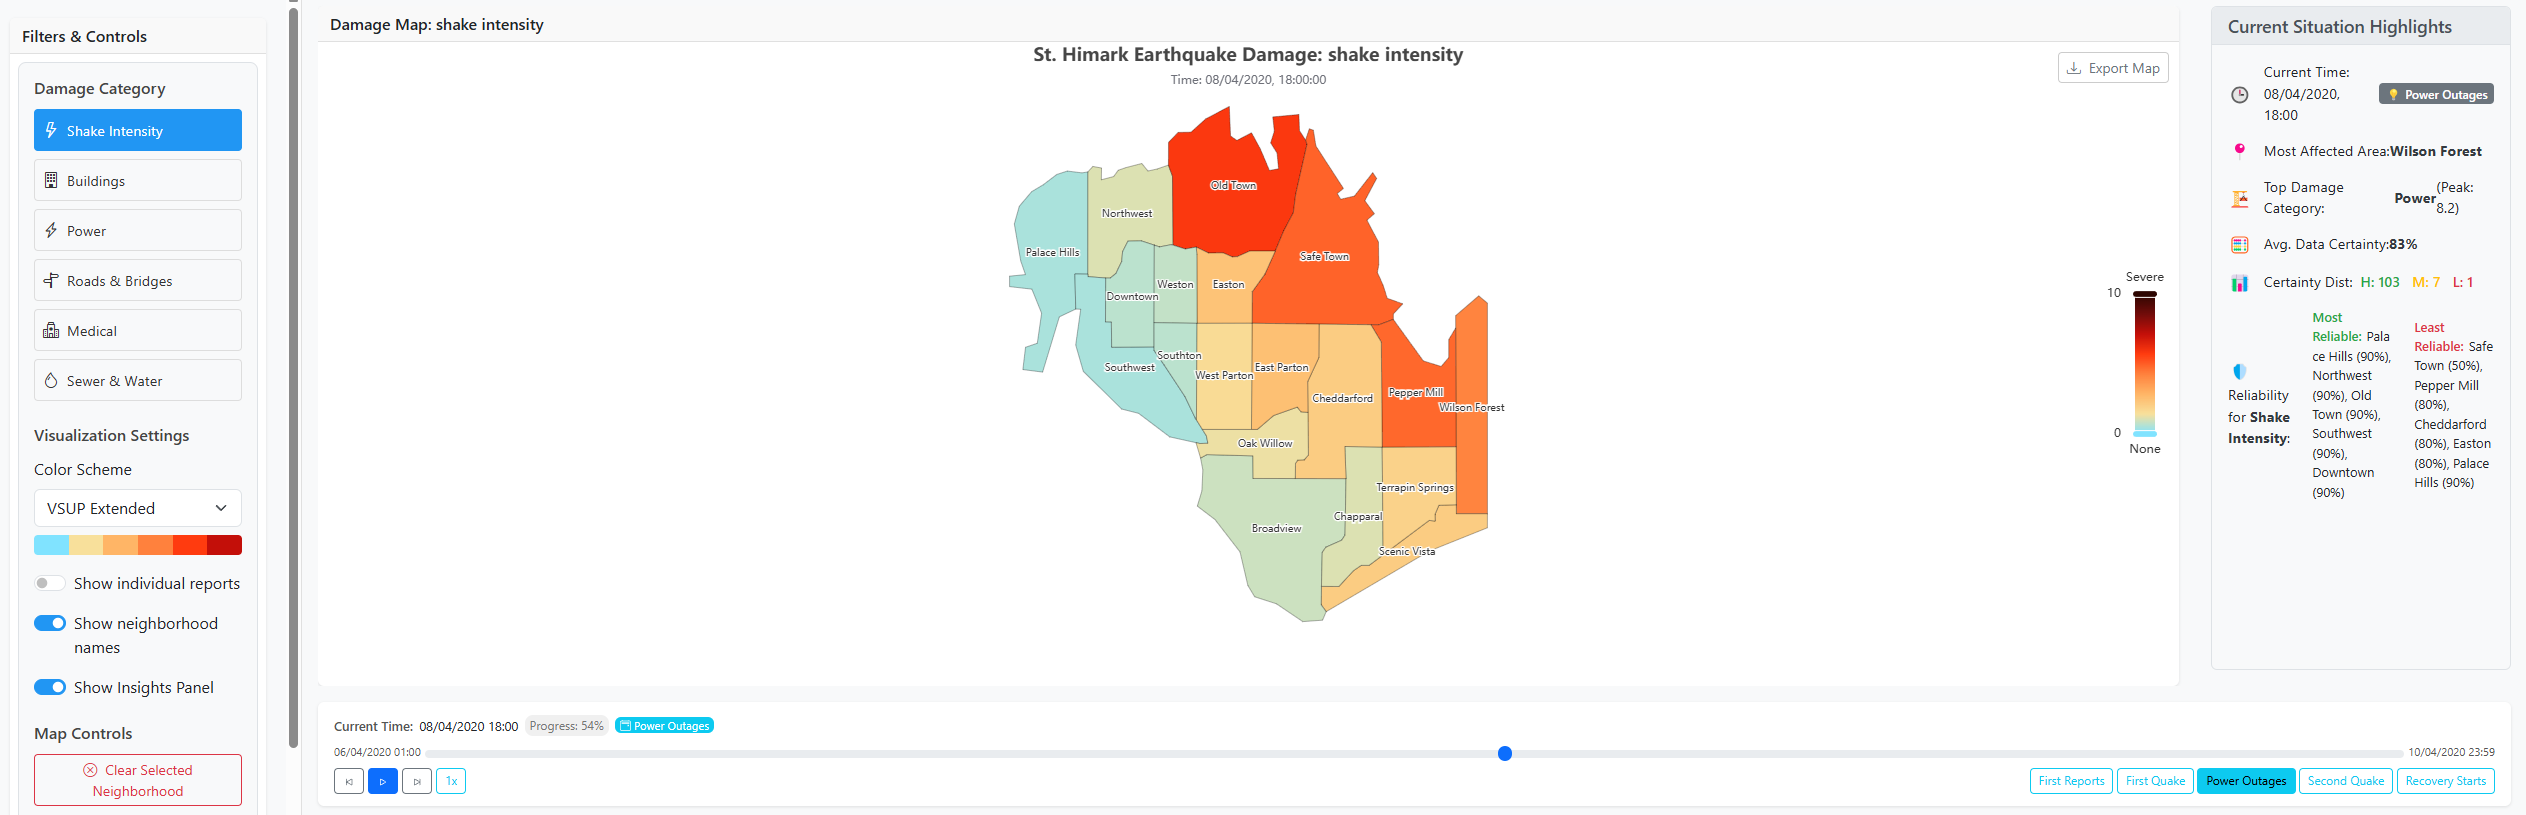 Filters & Controls
Damage Category
Shake Intensity
Buildings
Power
Roads & Bridges
Medical
Sewer & Water
Visualization Settings
Color Scheme
VSUP Extended
Show individual reports
Show neighborhood
names
Show Insights Panel
Map Controls
Clear Selected
Neighborhood
Damage Map: shake intensity
St. Himark Earthquake Damage: shake intensity
Time: 08/04/2020, 18:00:00
Export Map
Old Town
Northwest
Palace Hills
Safe Town
Weston
Easton
Downtown
Southton
Southwest
West Parton
East Parton
Cheddarford
Pepper Mill
Wilson Forest
Oak Willow
Terrapin Springs
Chapparal
Broadview
Scenic Vista
Severe
10
0
None
Current Situation Highlights
Current Time:
08/04/2020,
18:00
Power Outages
Most Affected Area:Wilson Forest
Top Damage
Category:
Power
(Peak:
8.2)
Avg. Data Certainty:83%
Certainty Dist: H: 103 M: 7 L: 1
Reliability
for Shake
Intensity:
Most
Reliable: Pala
ce Hills (90%),
Northwest
(90%), Old
Town (90%),
Southwest
(90%),
Downtown
(90%)
Least
Reliable: Safe
Town (50%),
Pepper Mill
(80%),
Cheddarford
(80%), Easton
(80%), Palace
Hills (90%)
Current Time: 08/04/2020 18:00 Progress: 54% Power Outages
06/04/2020 01:00
10/04/2020 23:59
1x
First Reports
First Quake
Power Outages
Second Quake
Recovery Starts